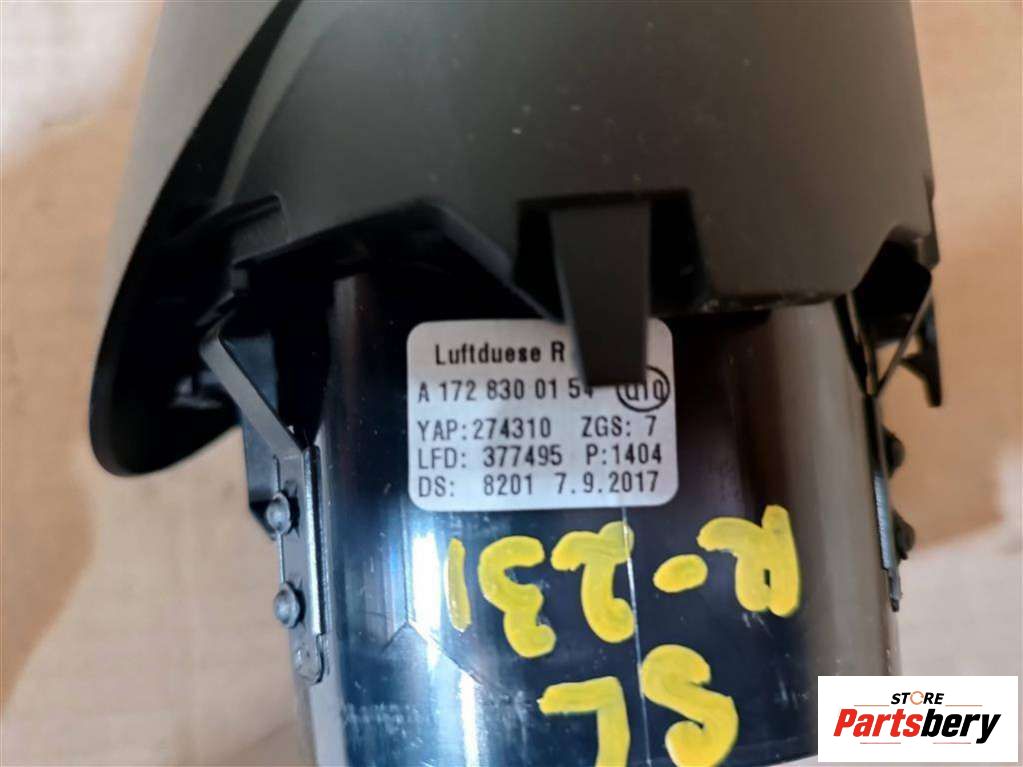 Luftduese R
A 172 830 01 54
YAP:274310 ZGS: 7
LFD: 377495 P:1404
DS: 8201 7.9.2017
R-231
SL
STORE
Partsbery